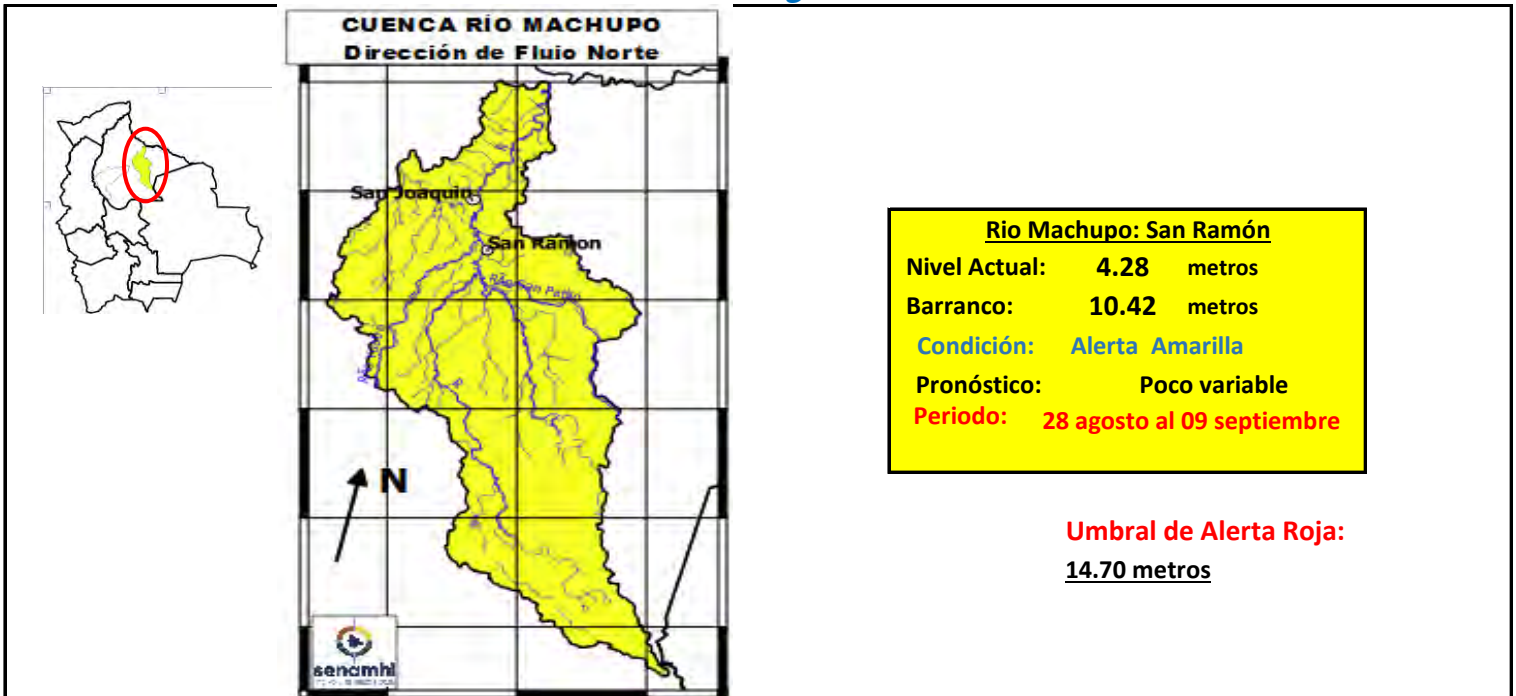 CUENCA RÍO MACHUPO
Dirección de Flujo Norte
San Joaquin
San Ramon
N
senamhi
Rio Machupo: San Ramón
Nivel Actual: 4.28 metros
Barranco: 10.42 metros
Condición: Alerta Amarilla
Pronóstico: Poco variable
Periodo: 28 agosto al 09 septiembre
Umbral de Alerta Roja:
14.70 metros